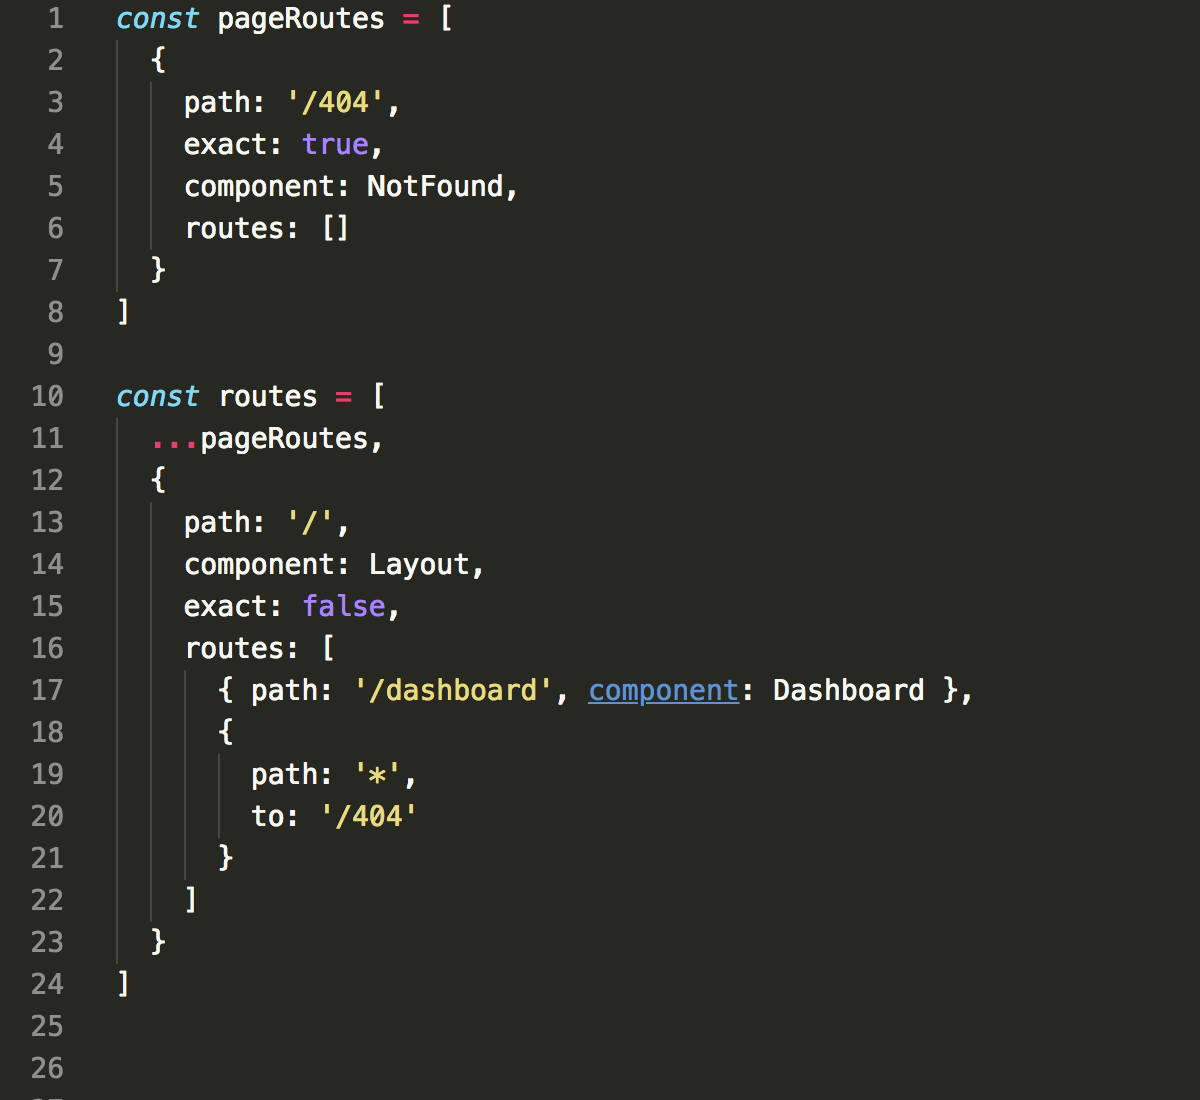 1 const pageRoutes = [
2 {
3 path: '/404',
4 exact: true,
5 component: NotFound,
6 routes: []
7 }
8 ]
9
10 const routes = [
11 ...pageRoutes,
12 {
13 path: '/',
14 component: Layout,
15 exact: false,
16 routes: [
17 { path: '/dashboard', component: Dashboard },
18 {
19 path: '*',
20 to: '/404'
21 }
22 ]
23 }
24 ]
25
26